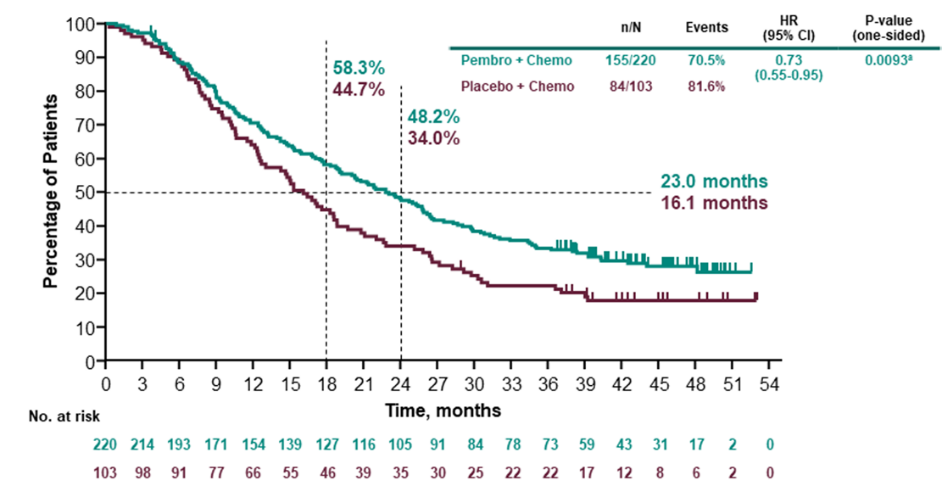 n/N Events HR (95% CI) P-value (one-sided)
Pembro + Chemo 155/220 70.5% 0.73 (0.55-0.95) 0.0093ª
Placebo + Chemo 84/103 81.6%
58.3%
44.7%
48.2%
34.0%
23.0 months
16.1 months
Percentage of Patients
100
90
80
70
60
50
40
30
20
10
0
0 3 6 9 12 15 18 21 24 27 30 33 36 39 42 45 48 51 54
Time, months
No. at risk
220 214 193 171 154 139 127 116 105 91 84 78 73 59 43 31 17 2 0
103 98 91 77 66 55 46 39 35 30 25 22 22 17 12 8 6 2 0